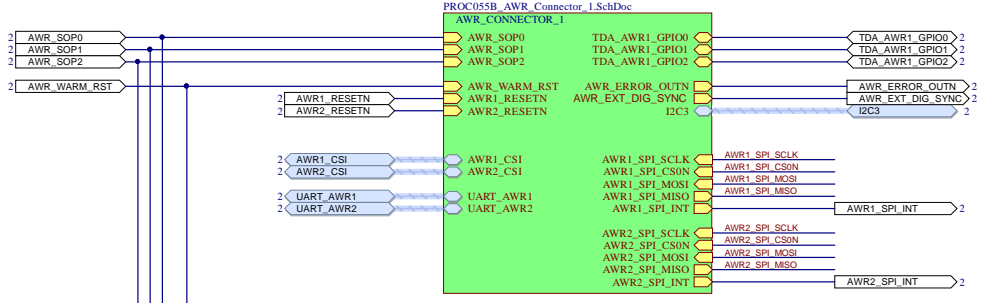 PROC055B_AWR_Connector_1.SchDoc
AWR_CONNECTOR_1
2 AWR_SOP0 AWR_SOP0 TDA_AWR1_GPIO0 TDA_AWR1_GPIO0 2
2 AWR_SOP1 AWR_SOP1 TDA_AWR1_GPIO1 TDA_AWR1_GPIO1 2
2 AWR_SOP2 AWR_SOP2 TDA_AWR1_GPIO2 TDA_AWR1_GPIO2 2
2 AWR_WARM_RST AWR_WARM_RST AWR_ERROR_OUTN AWR_ERROR_OUTN 2
2 AWR1_RESETN AWR1_RESETN AWR_EXT_DIG_SYNC AWR_EXT_DIG_SYNC 2
2 AWR2_RESETN AWR2_RESETN I2C3 I2C3 2
2 AWR1_CSI AWR1_CSI AWR1_SPI_SCLK AWR1_SPI_SCLK
2 AWR2_CSI AWR2_CSI AWR1_SPI_CS0N AWR1_SPI_CS0N
AWR1_SPI_MOSI AWR1_SPI_MOSI
2 UART_AWR1 UART_AWR1 AWR1_SPI_MISO AWR1_SPI_MISO
2 UART_AWR2 UART_AWR2 AWR1_SPI_INT AWR1_SPI_INT 2
AWR2_SPI_SCLK AWR2_SPI_SCLK
AWR2_SPI_CS0N AWR2_SPI_CS0N
AWR2_SPI_MOSI AWR2_SPI_MOSI
AWR2_SPI_MISO AWR2_SPI_MISO
AWR2_SPI_INT AWR2_SPI_INT 2